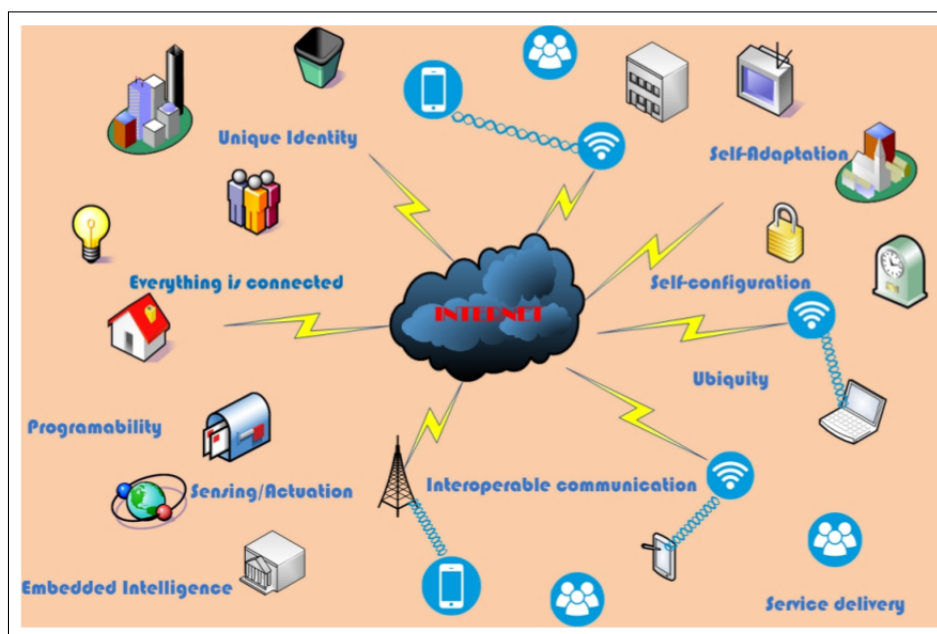 Unique Identity
Self-Adaptation
Everything is connected
Self-configuration
INTERNET
Ubiquity
Programability
Sensing/Actuation
Interoperable communication
Embedded Intelligence
Service delivery